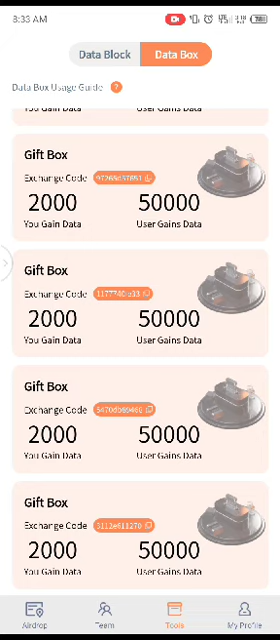 8:33 AM
Data Block
Data Box
Data Box Usage Guide ?
You Gain Data
User Gains Data
Gift Box
Exchange Code
2000
50000
You Gain Data
User Gains Data
Gift Box
Exchange Code
2000
50000
You Gain Data
User Gains Data
Gift Box
Exchange Code
2000
50000
You Gain Data
User Gains Data
Gift Box
Exchange Code 3112e611270
2000
50000
You Gain Data
User Gains Data
Airdrop
Team
Tools
My Profile